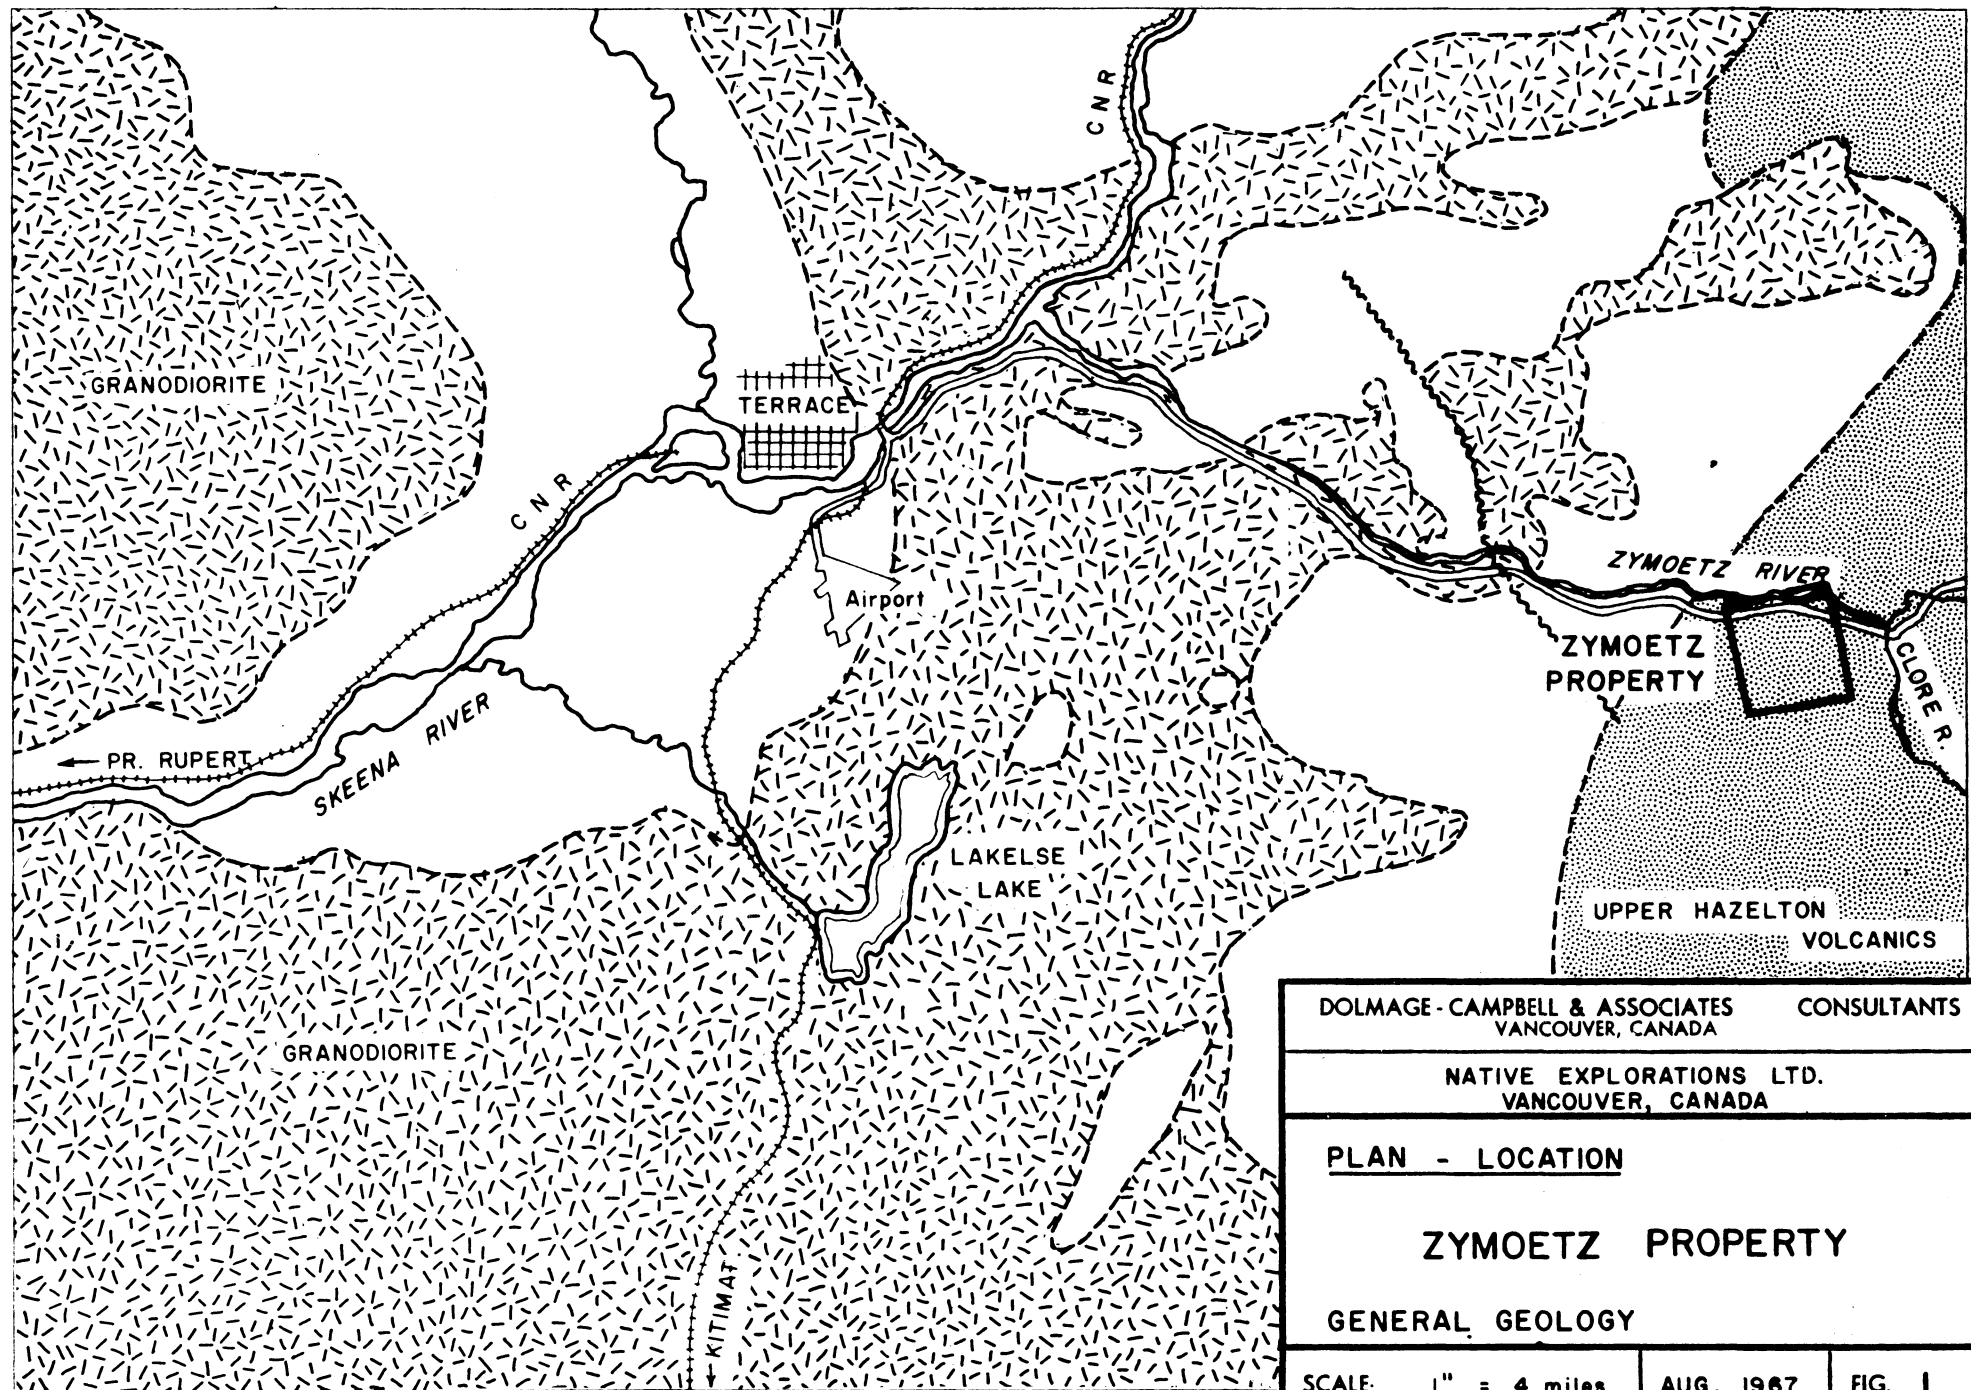 C N R
GRANODIORITE
TERRACE
C N R
ZYMOETZ RIVER
Airport
ZYMOETZ
PROPERTY
CLORE R.
← PR. RUPERT
SKEENA RIVER
LAKELSE
LAKE
UPPER HAZELTON
VOLCANICS
GRANODIORITE
← KITIMAT
DOLMAGE - CAMPBELL & ASSOCIATES CONSULTANTS
VANCOUVER, CANADA
NATIVE EXPLORATIONS LTD.
VANCOUVER, CANADA
PLAN - LOCATION
ZYMOETZ PROPERTY
GENERAL GEOLOGY
SCALE: 1" = 4 miles AUG. 1967 FIG. 1